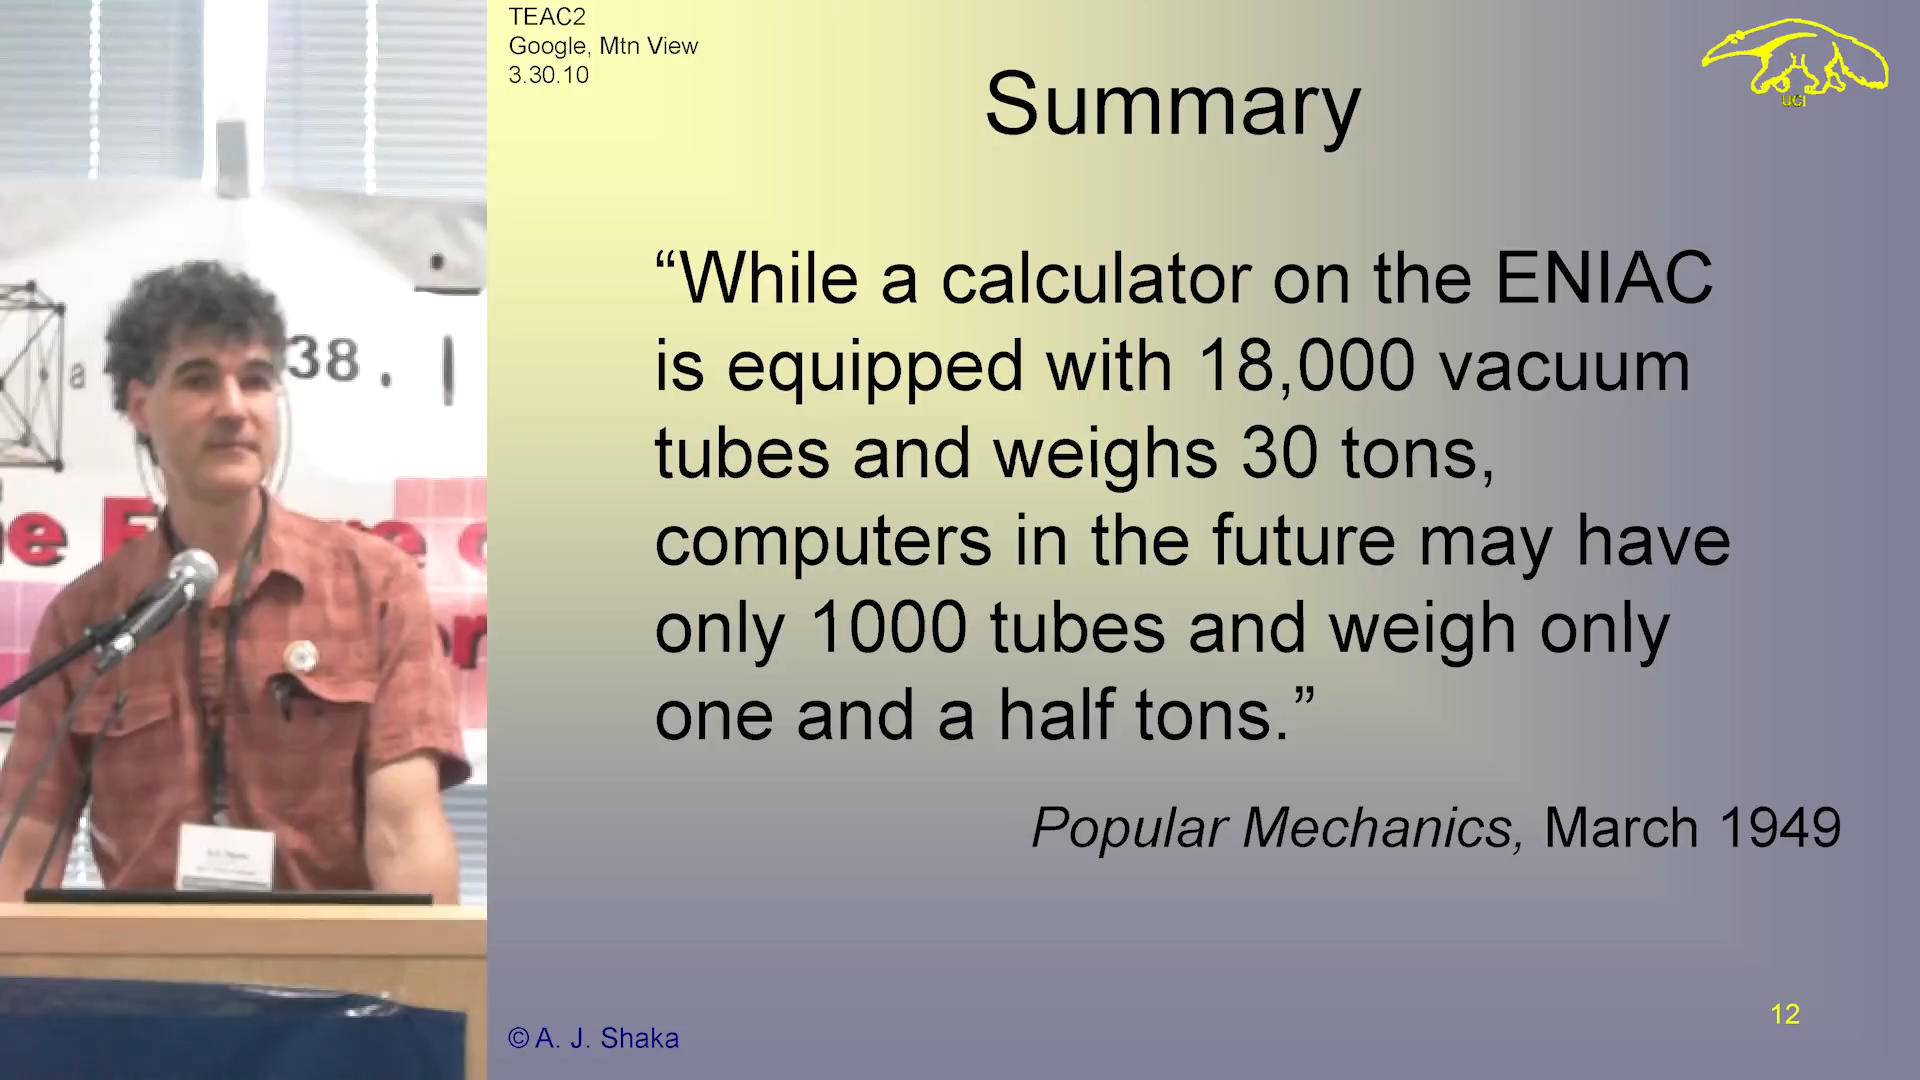 TEAC2
Google, Mtn View
3.30.10
UCI
Summary
“While a calculator on the ENIAC
is equipped with 18,000 vacuum
tubes and weighs 30 tons,
computers in the future may have
only 1000 tubes and weigh only
one and a half tons.”
Popular Mechanics, March 1949
12
© A. J. Shaka
a
38.